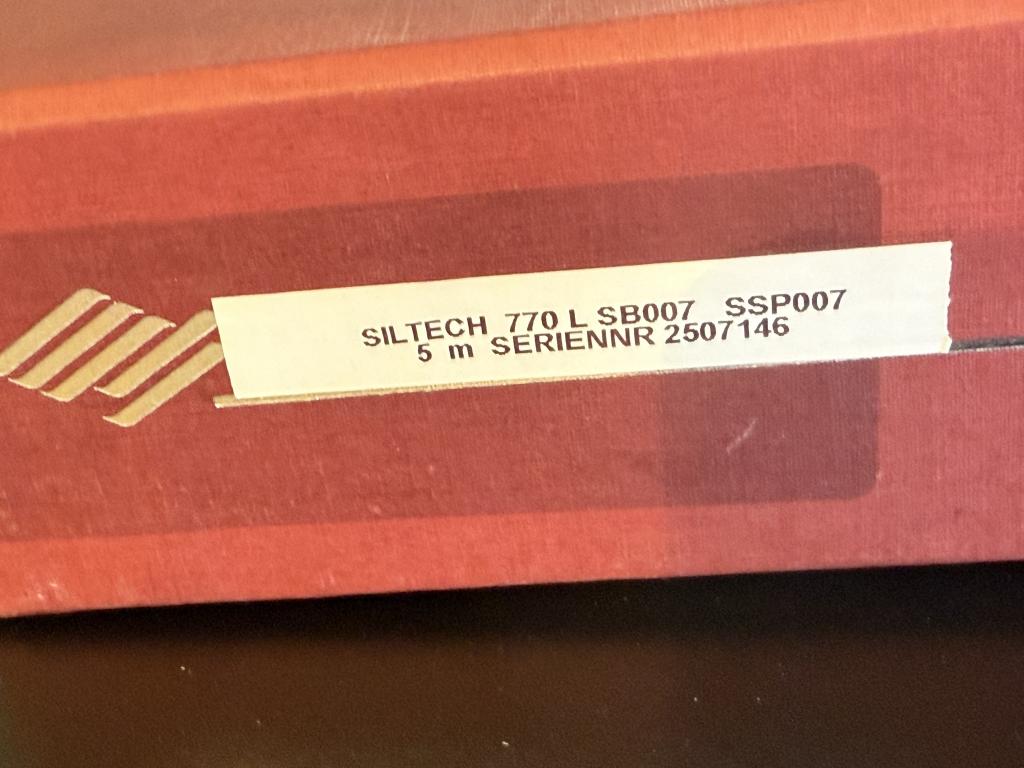 SILTECH 770 L SB007 SSP007
5 m SERIENNR 2507146